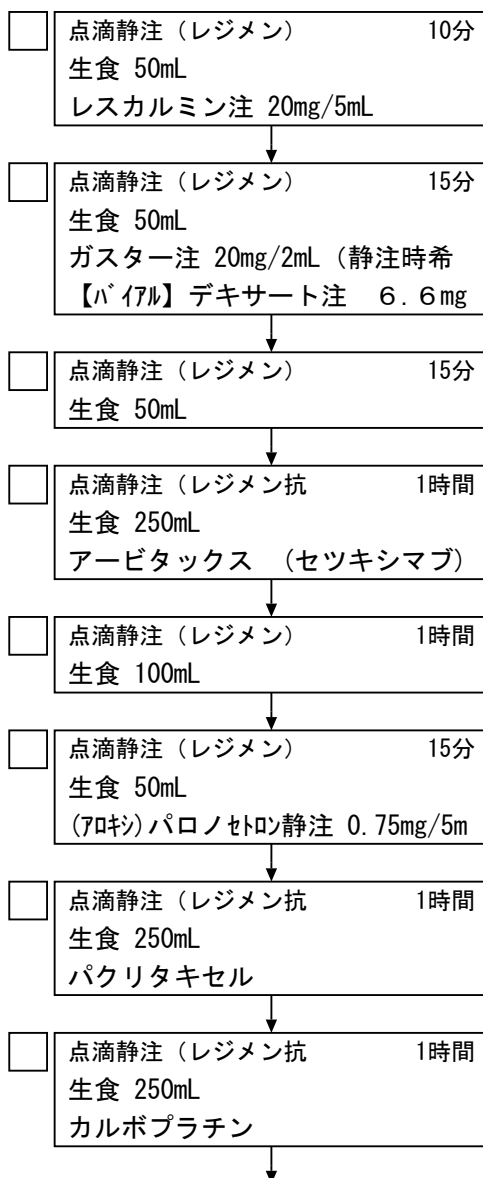 点滴静注（レジメン） 10分
生食 50mL
レスカルミン注 20mg/5mL
点滴静注（レジメン） 15分
生食 50mL
ガスター注 20mg/2mL（静注時希
【ﾊﾞｲｱﾙ】デキサート注　６.６mg
点滴静注（レジメン） 15分
生食 50mL
点滴静注（レジメン抗 1時間
生食 250mL
アービタックス　（セツキシマブ）
点滴静注（レジメン） 1時間
生食 100mL
点滴静注（レジメン） 15分
生食 50mL
(ｱﾛｷｼ)パロノｾﾄﾛﾝ静注 0.75mg/5m
点滴静注（レジメン抗 1時間
生食 250mL
パクリタキセル
点滴静注（レジメン抗 1時間
生食 250mL
カルボプラチン